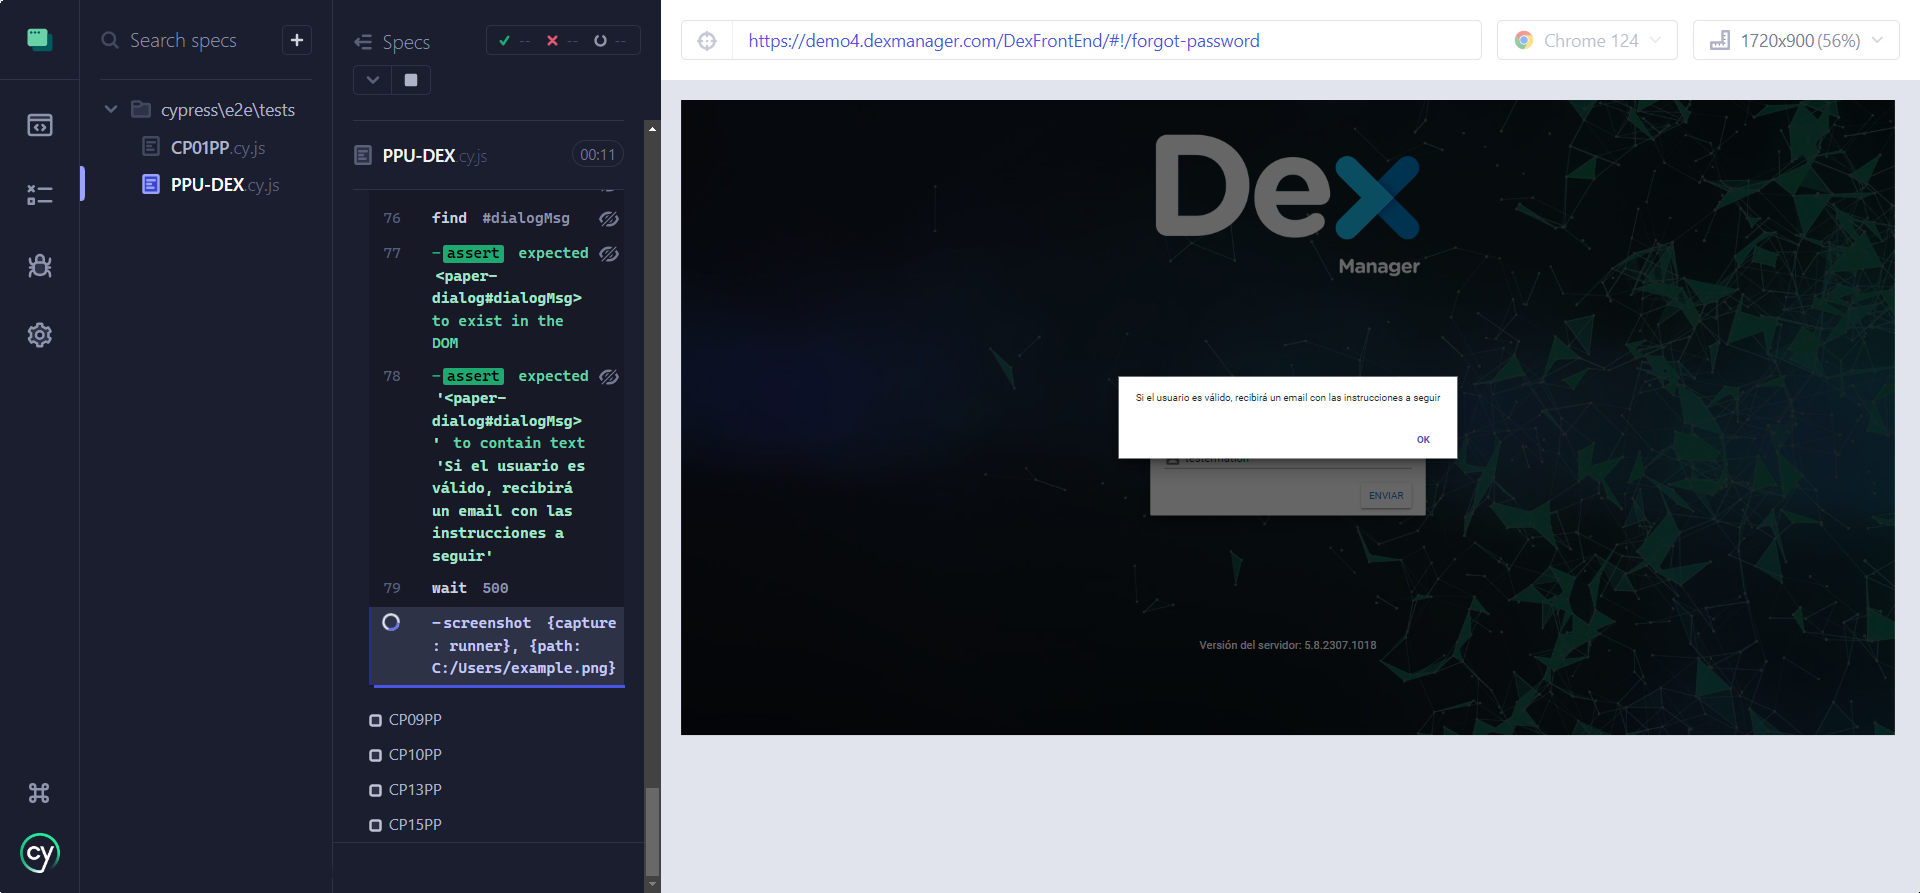 Search specs
+
cypress\e2e\tests
CP01PP.cy.js
PPU-DEX.cy.js
Specs
-- -- --
PPU-DEX.cy.js 00:11
76 find #dialogMsg
77 -assert expected
<paper-
dialog#dialogMsg>
to exist in the
DOM
78 -assert expected
'<paper-
dialog#dialogMsg>
' to contain text
'Si el usuario es
válido, recibirá
un email con las
instrucciones a
seguir'
79 wait 500
-screenshot {capture
: runner}, {path:
C:/Users/example.png}
CP09PP
CP10PP
CP13PP
CP15PP
cy
https://demo4.dexmanager.com/DexFrontEnd/#!/forgot-password
Chrome 124
1720x900 (56%)
Dex
Manager
Si el usuario es válido, recibirá un email con las instrucciones a seguir
OK
ENVIAR
Versión del servidor: 5.8.2307.1018